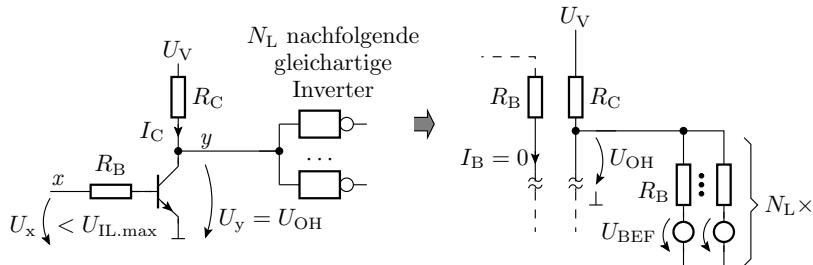 N_L nachfolgende
gleichartige
Inverter
U_V
R_C
I_C
y
x
R_B
U_x < U_IL.max
U_y = U_OH
. . .
U_V
R_B
R_C
I_B = 0
U_OH
R_B
U_BEF
N_L×